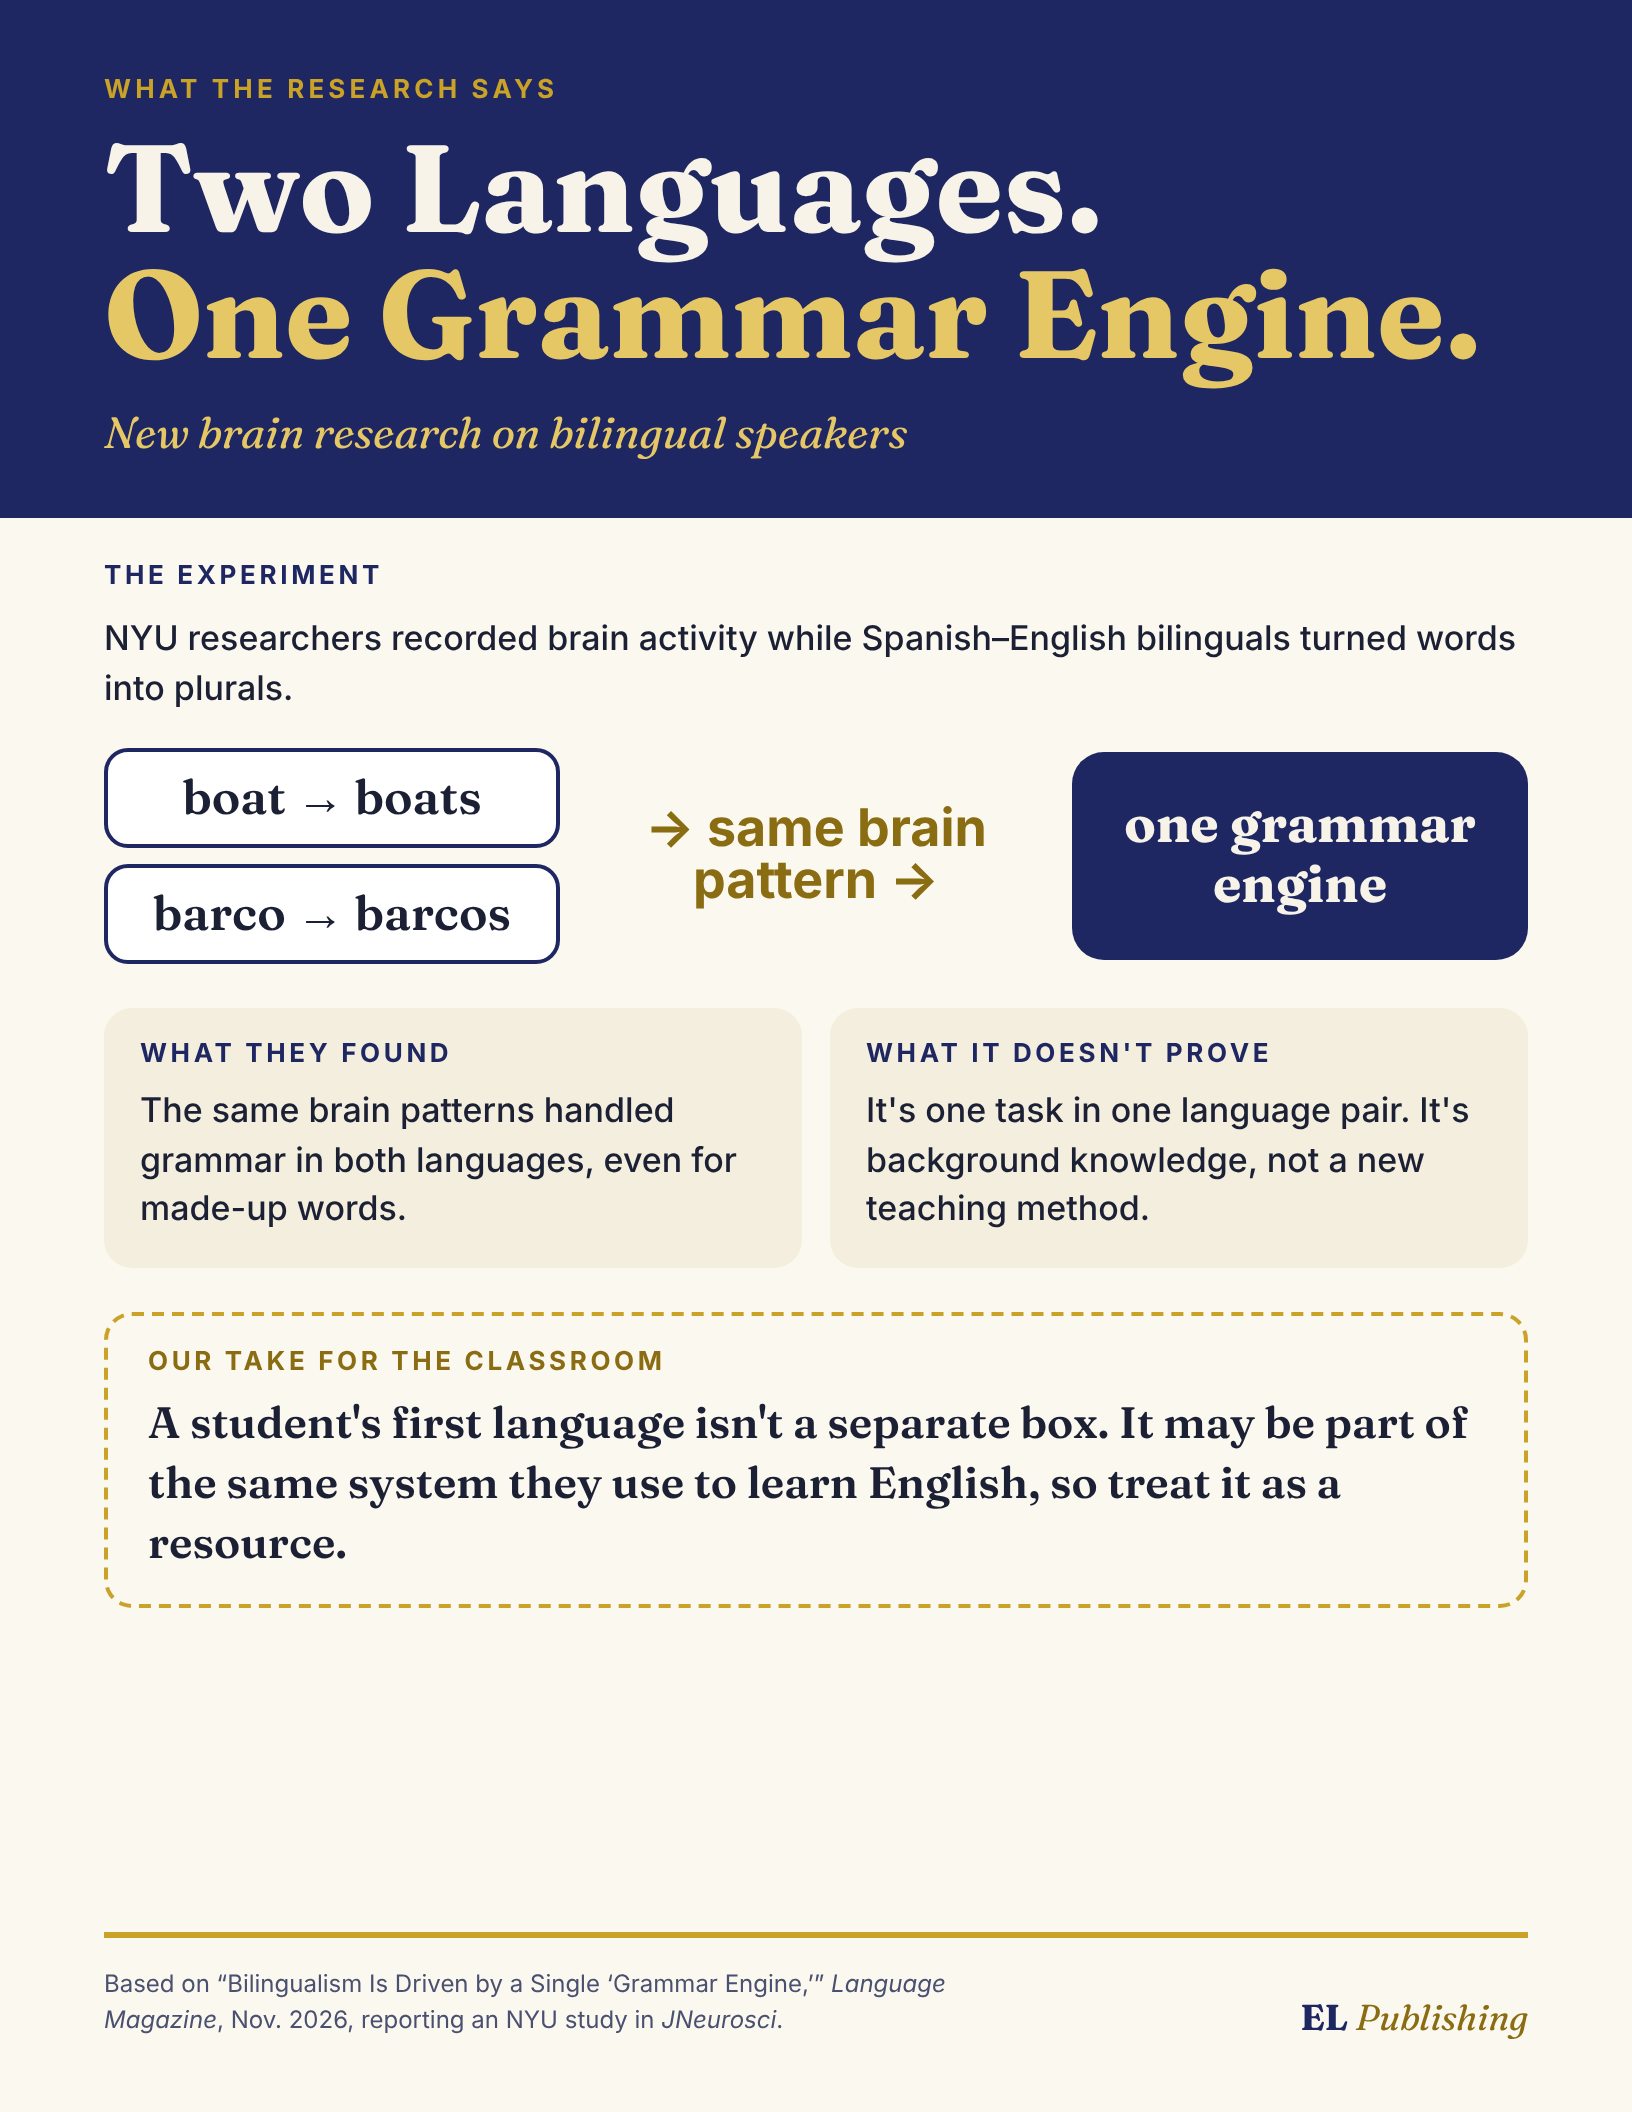 WHAT THE RESEARCH SAYS
Two Languages.
One Grammar Engine.
New brain research on bilingual speakers
THE EXPERIMENT
NYU researchers recorded brain activity while Spanish–English bilinguals turned words
into plurals.
boat → boats
barco → barcos
→ same brain
pattern →
one grammar
engine
WHAT THEY FOUND
The same brain patterns handled
grammar in both languages, even for
made-up words.
WHAT IT DOESN'T PROVE
It's one task in one language pair. It's
background knowledge, not a new
teaching method.
OUR TAKE FOR THE CLASSROOM
A student's first language isn't a separate box. It may be part of
the same system they use to learn English, so treat it as a
resource.
Based on “Bilingualism Is Driven by a Single ‘Grammar Engine,’” Language
Magazine, Nov. 2026, reporting an NYU study in JNeurosci.
EL Publishing